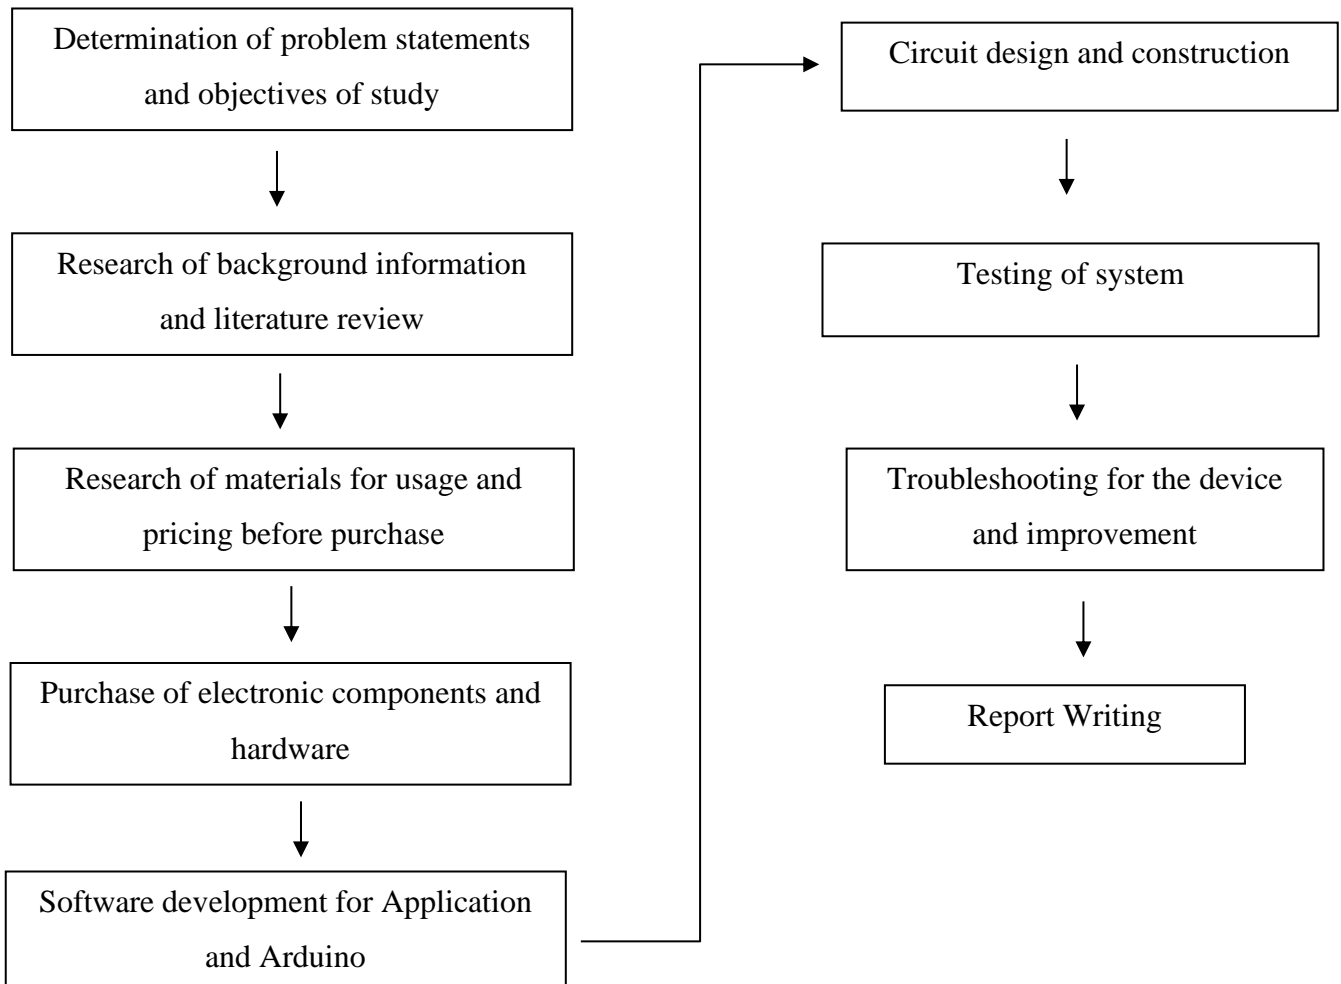 Determination of problem statements
and objectives of study
Research of background information
and literature review
Research of materials for usage and
pricing before purchase
Purchase of electronic components and
hardware
Software development for Application
and Arduino
Circuit design and construction
Testing of system
Troubleshooting for the device
and improvement
Report Writing